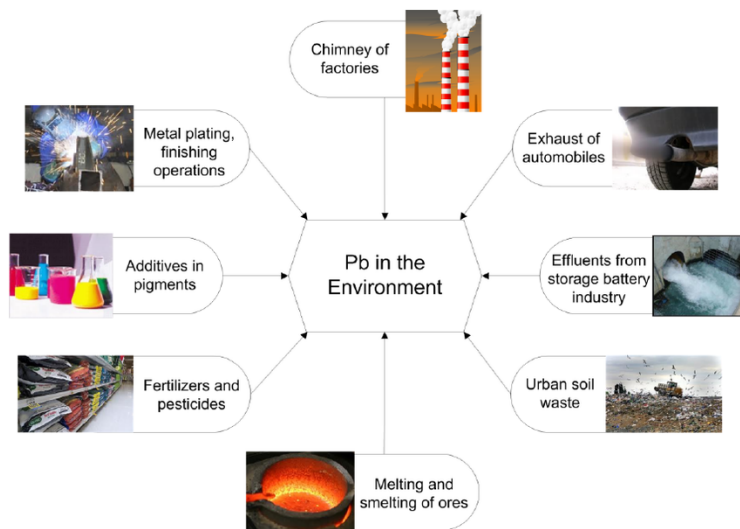 Chimney of
factories
Metal plating,
finishing
operations
Exhaust of
automobiles
Additives in
pigments
Pb in the
Environment
Effluents from
storage battery
industry
Fertilizers and
pesticides
Urban soil
waste
Melting and
smelting of ores